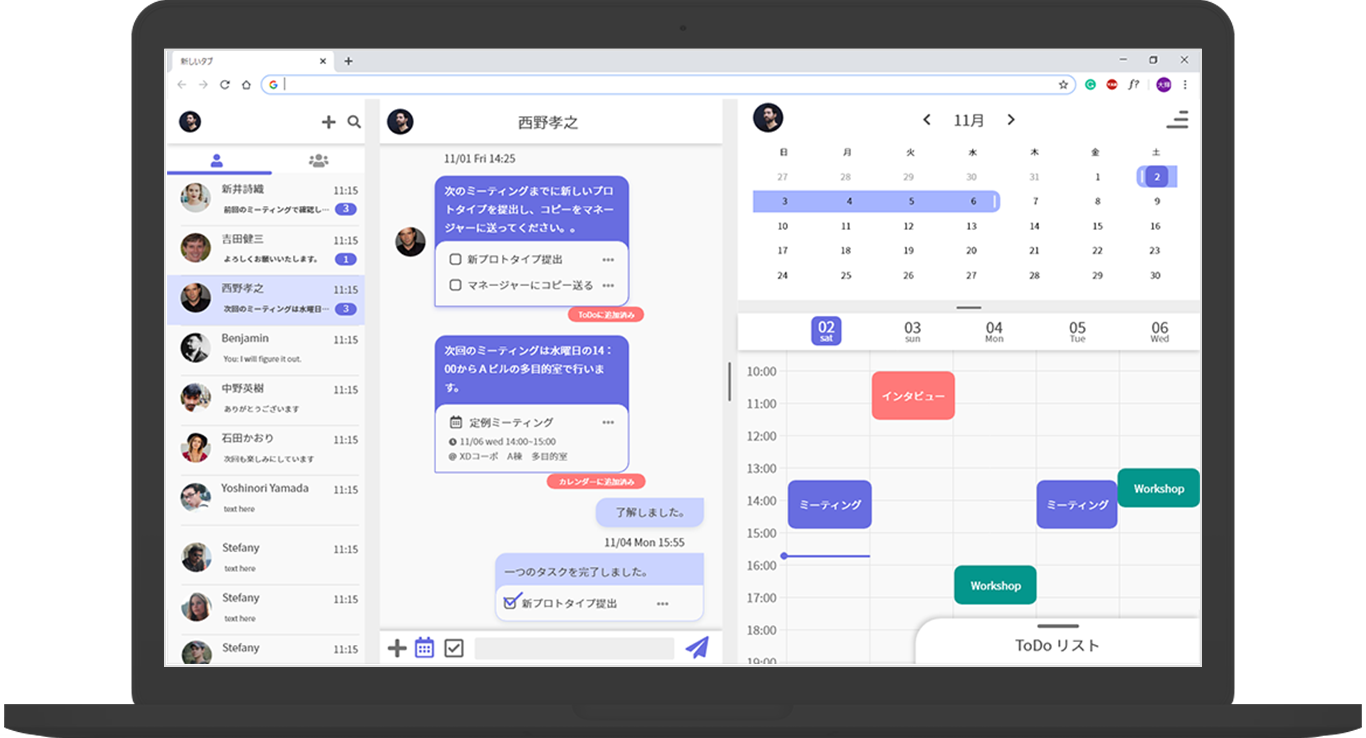 新しいタブ
大輝
新井詩織 11:15
前回のミーティングで確認し… 3
吉田健三 11:15
よろしくお願いいたします。 1
西野孝之 11:15
次回のミーティングは水曜日… 3
Benjamin 11:15
You: I will figure it out.
中野英樹 11:15
ありがとうございます
石田かおり 11:15
次回も楽しみにしています
Yoshinori Yamada 11:15
text here
Stefany 11:15
text here
Stefany 11:15
text here
Stefany 11:15
西野孝之
11/01 Fri 14:25
次のミーティングまでに新しいプロ
トタイプを提出し、コピーをマネー
ジャーに送ってください。。
新プロトタイプ提出
マネージャーにコピー送る
ToDoに追加済み
次回のミーティングは水曜日の14：
00からAビルの多目的室で行いま
す。
定例ミーティング
11/06 wed 14:00~15:00
@ XDコーポ A棟 多目的室
カレンダーに追加済み
了解しました。
11/04 Mon 15:55
一つのタスクを完了しました。
新プロトタイプ提出
11月
日 月 火 水 木 金 土
27 28 29 30 31 1 2
3 4 5 6 7 8 9
10 11 12 13 14 15 16
17 18 19 20 21 22 23
24 25 26 27 28 29 30
02 03 04 05 06
sat sun Mon Tue Wed
10:00
11:00
12:00
13:00
14:00
15:00
16:00
17:00
18:00
19:00
インタビュー
ミーティング
ミーティング
Workshop
Workshop
ToDo リスト